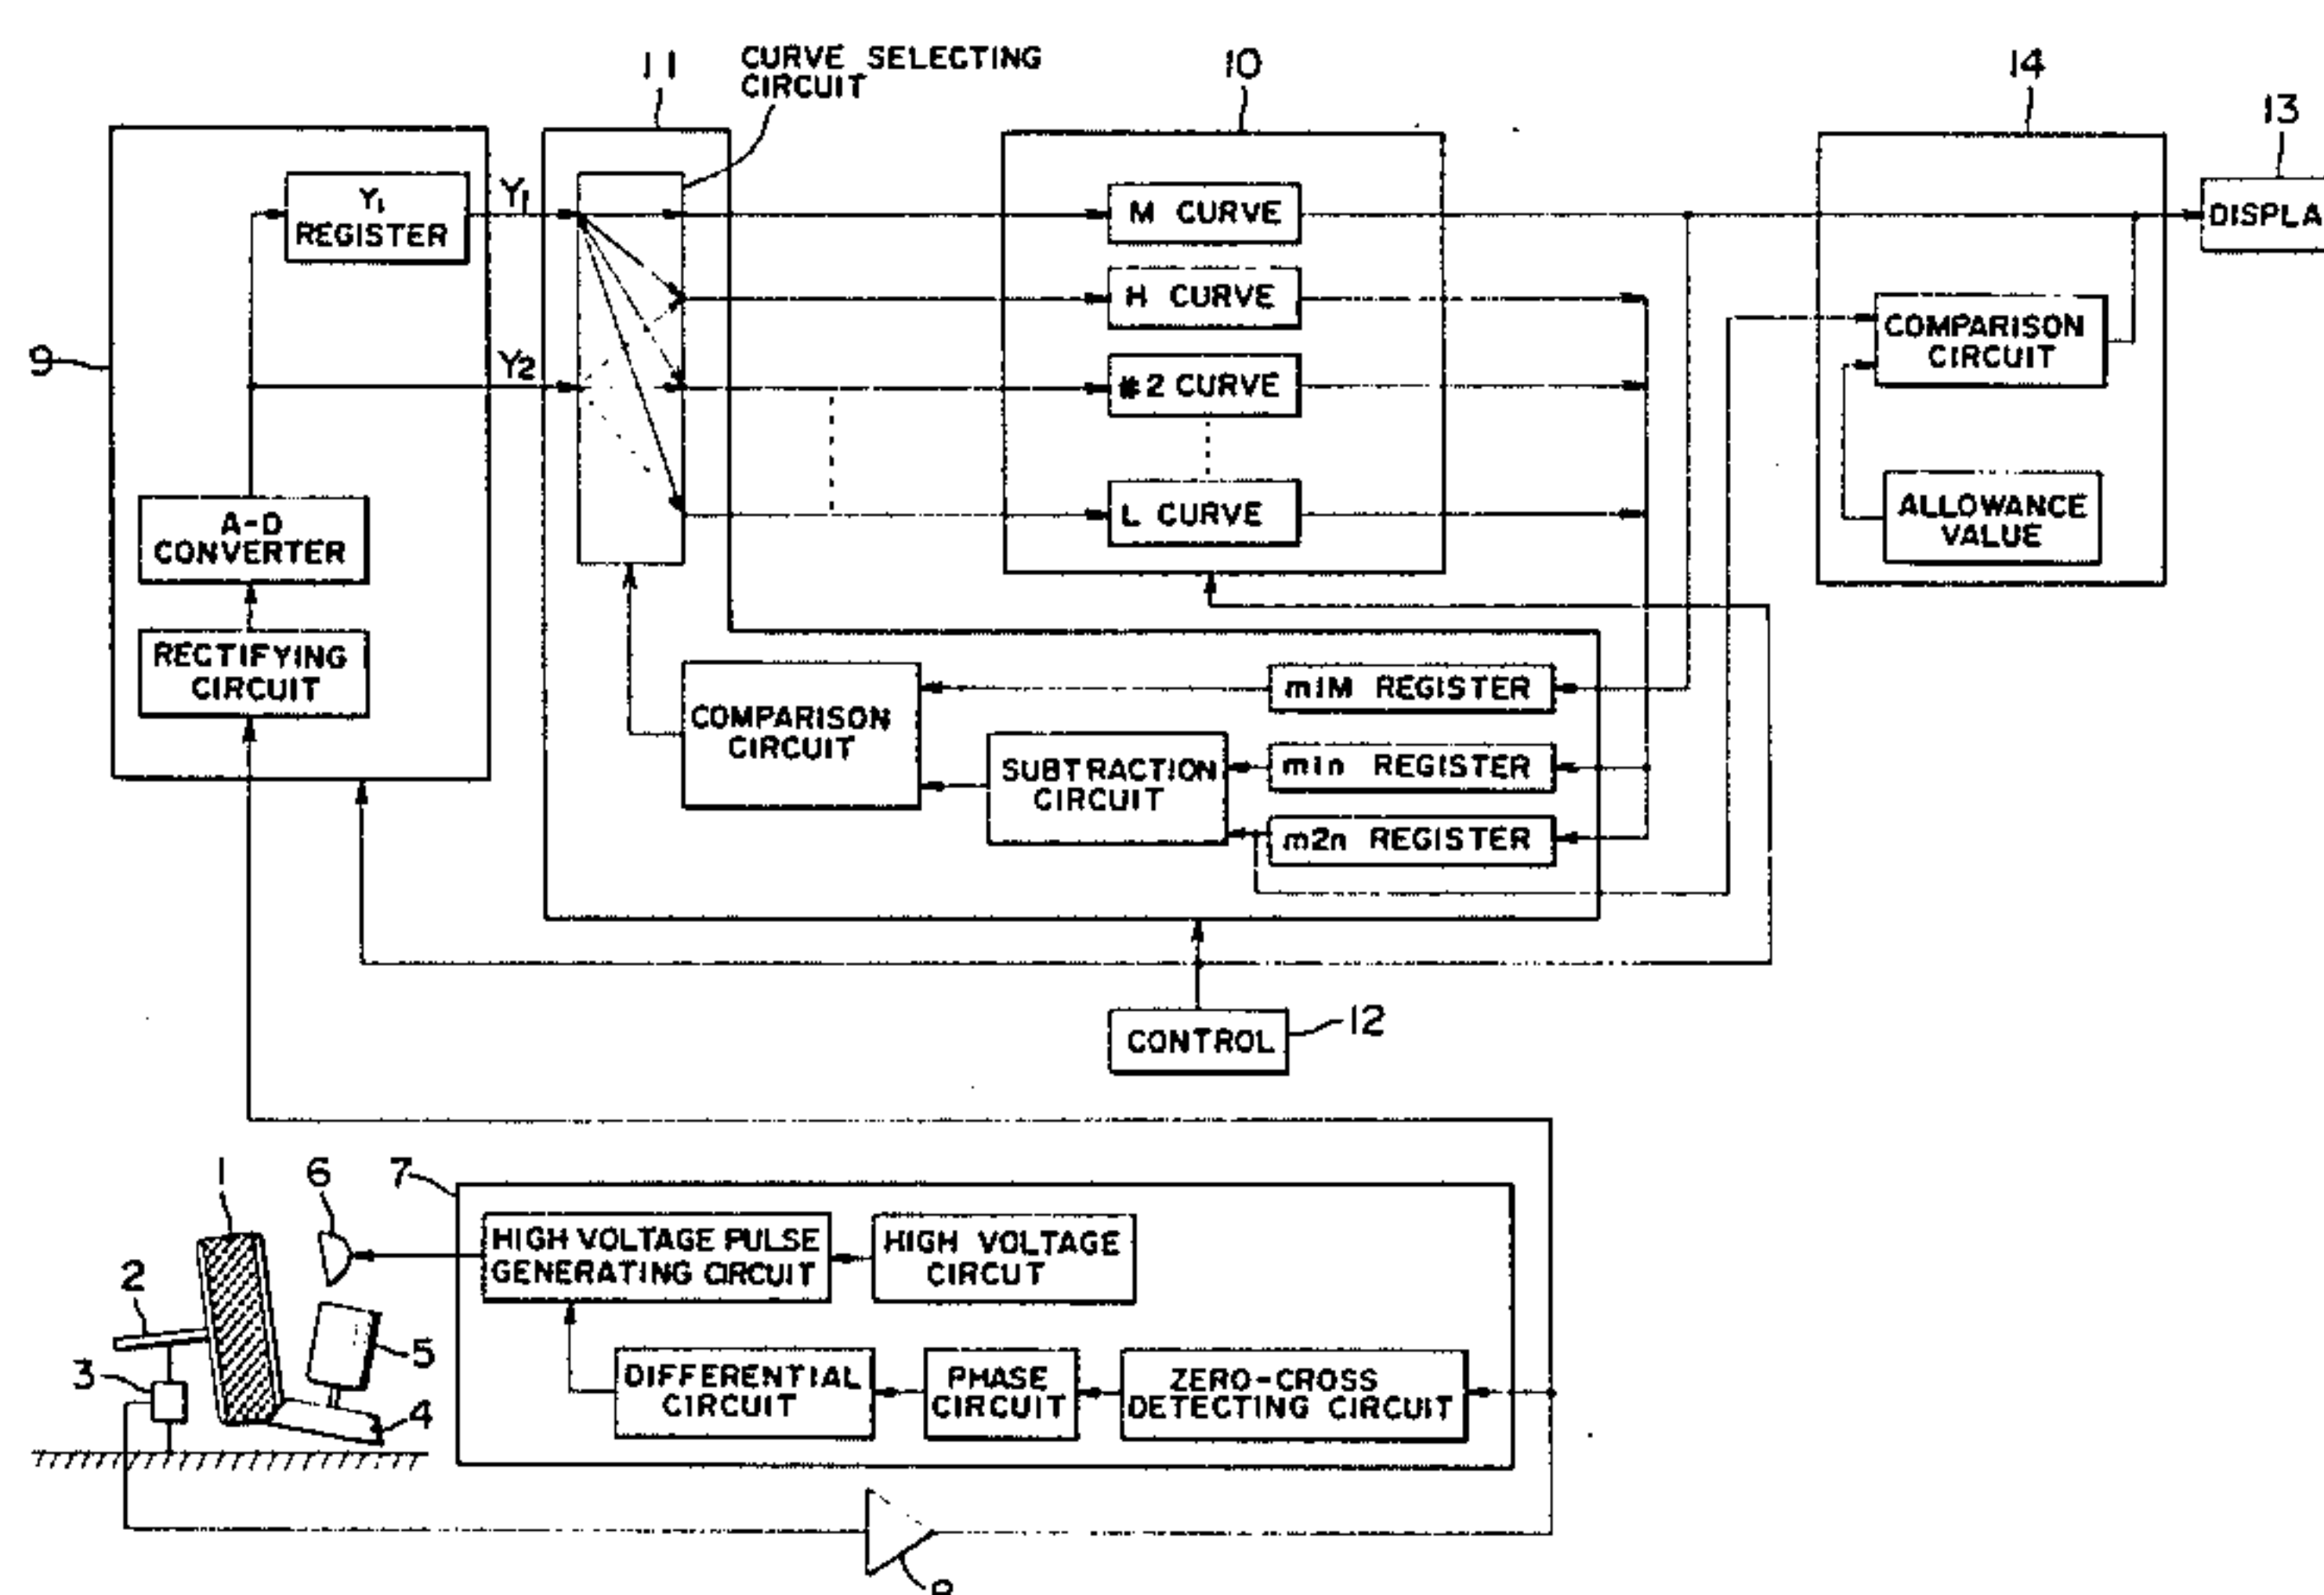 11
CURVE SELECTING
CIRCUIT
10
14
13
Y1
REGISTER
Y1
M CURVE
DISPLA
H CURVE
COMPARISON
CIRCUIT
9
Y2
#2 CURVE
L CURVE
ALLOWANCE
VALUE
A-D
CONVERTER
RECTIFYING
CIRCUIT
COMPARISON
CIRCUIT
m1M REGISTER
SUBTRACTION
CIRCUIT
m1n REGISTER
m2n REGISTER
CONTROL
12
1
6
7
HIGH VOLTAGE PULSE
GENERATING CIRCUIT
HIGH VOLTAGE
CIRCUT
2
5
3
4
DIFFERENTIAL
CIRCUIT
PHASE
CIRCUIT
ZERO-CROSS
DETECTING CIRCUIT